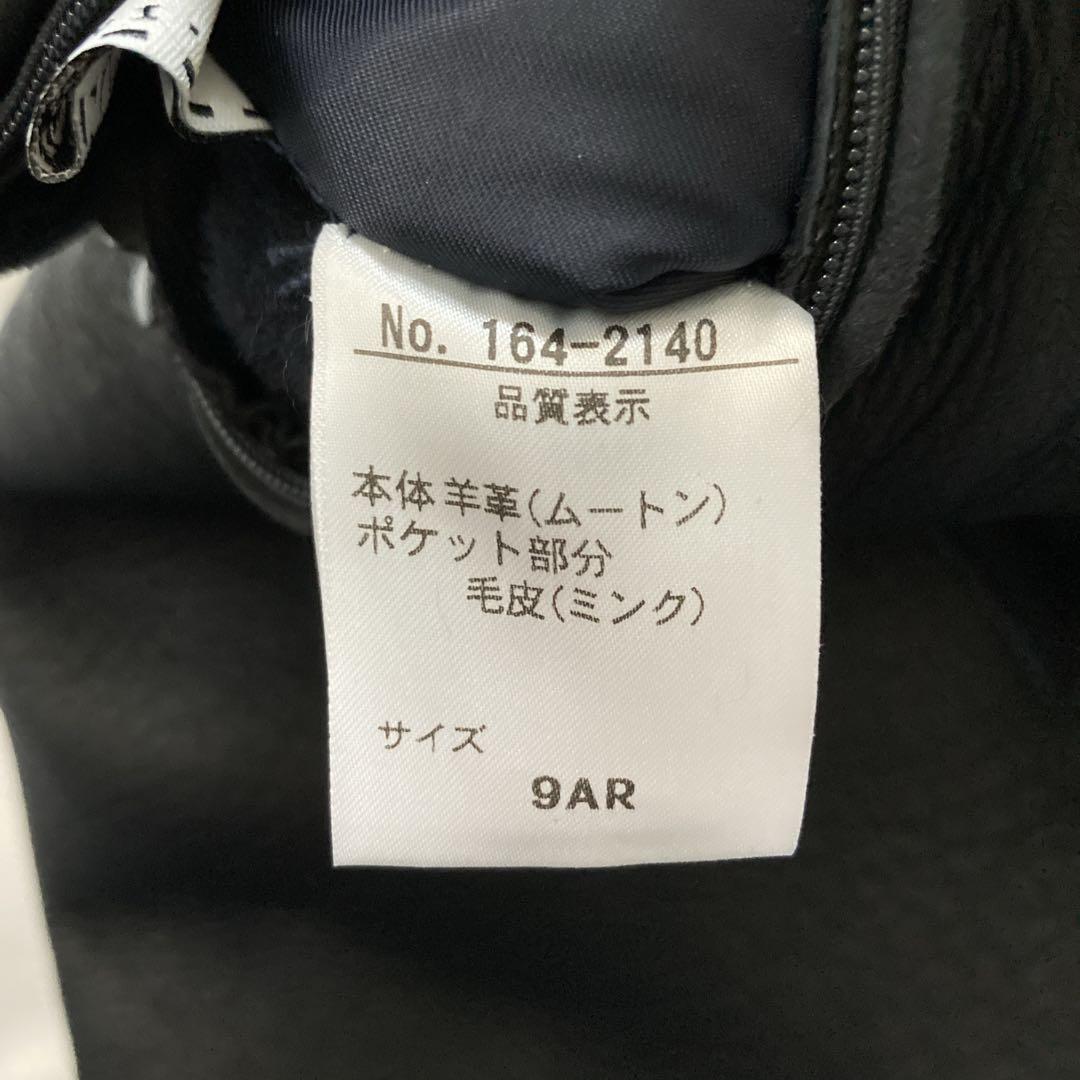 No. 164-2140
品質表示
本体羊革(ムートン)
ポケット部分
毛皮(ミンク)
サイズ
9AR